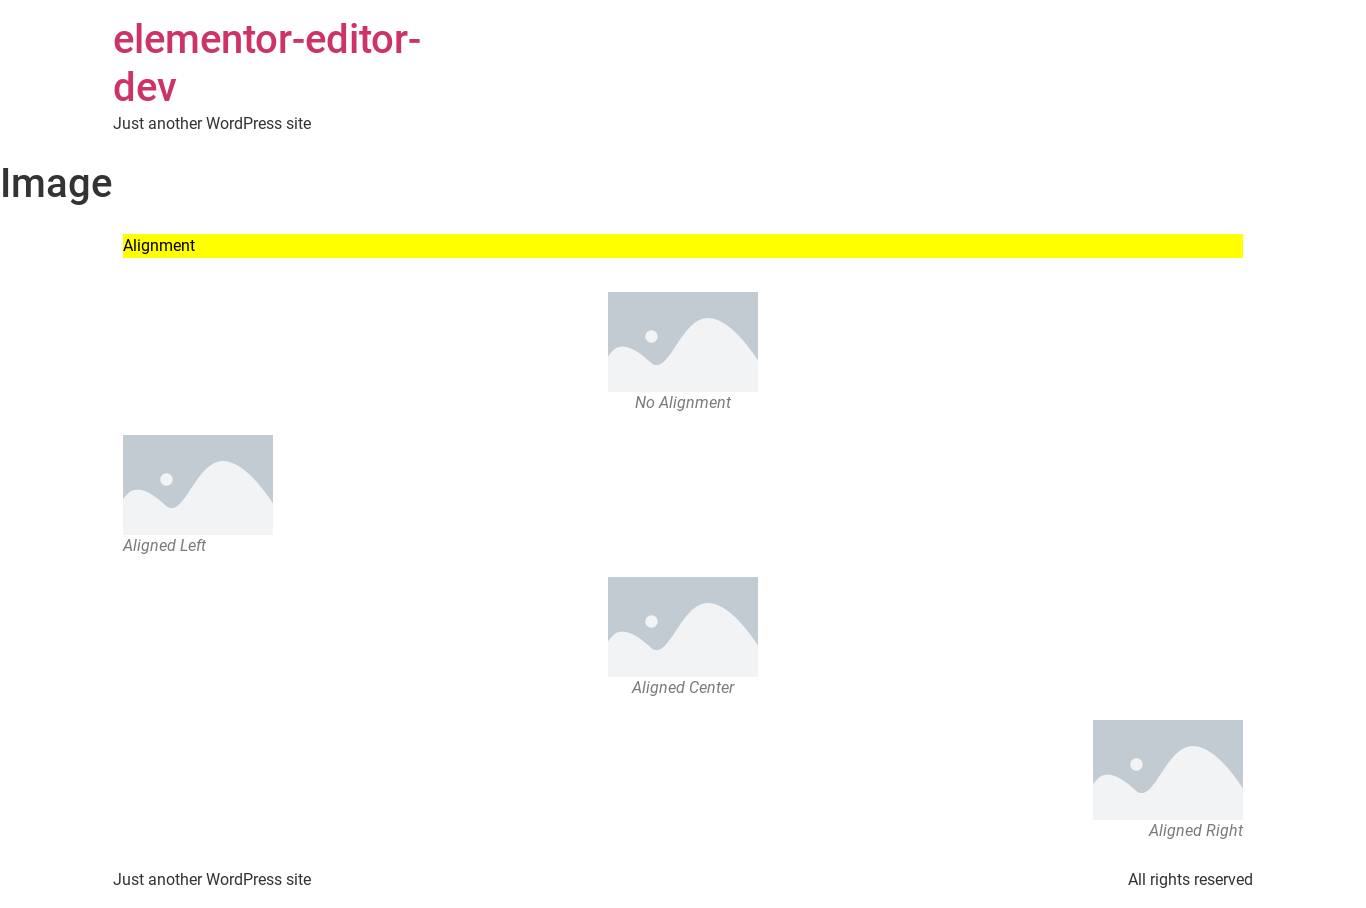 elementor-editor-
dev
Just another WordPress site
Image
Alignment
No Alignment
Aligned Left
Aligned Center
Aligned Right
Just another WordPress site
All rights reserved